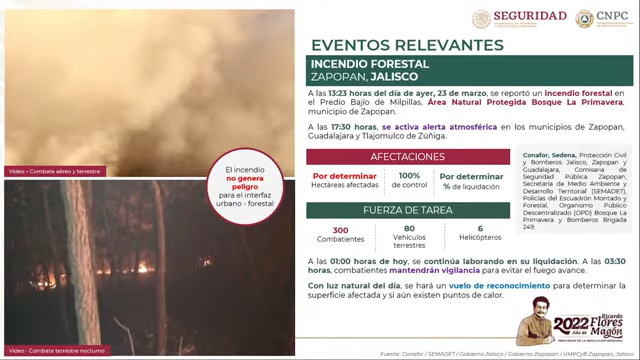 SEGURIDAD
CNPC
EVENTOS RELEVANTES
INCENDIO FORESTAL
ZAPOPAN, JALISCO
A las 13:23 horas del día de ayer, 23 de marzo, se reportó un incendio forestal en
el Predio Bajío de Milpillas, Área Natural Protegida Bosque La Primavera,
municipio de Zapopan.
A las 17:30 horas, se activa alerta atmosférica en los municipios de Zapopan,
Guadalajara y Tlajomulco de Zúñiga.
Video – Combate aéreo y terrestre
El incendio
no genera
peligro
para el interfaz
urbano - forestal
AFECTACIONES
Por determinar
Hectáreas afectadas
100%
de control
Por determinar
% de liquidación
FUERZA DE TAREA
300
Combatientes
80
Vehículos
terrestres
6
Helicópteros
Conafor, Sedena, Protección Civil
y Bomberos Jalisco, Zapopan y
Guadalajara, Comisaria de
Seguridad Pública Zapopan,
Secretaría de Medio Ambiente y
Desarrollo Territorial (SEMADET),
Policías del Escuadrón Montado y
Forestal, Organismo Público
Descentralizado (OPD) Bosque La
Primavera y Bomberos Brigada
249.
A las 01:00 horas de hoy, se continúa laborando en su liquidación. A las 03:30
horas, combatientes mantendrán vigilancia para evitar el fuego avance.
Con luz natural del día, se hará un vuelo de reconocimiento para determinar la
superficie afectada y si aún existen puntos de calor.
Video - Combate terrestre nocturno
2022 Ricardo
Flores
Año de Magón
PRECURSOR DE LA REVOLUCIÓN MEXICANA
Fuente: Conafor / SEMADET / Gobierno Jalisco / Gobierno Zapopan / UMPCyB Zapopan, Jalisco.